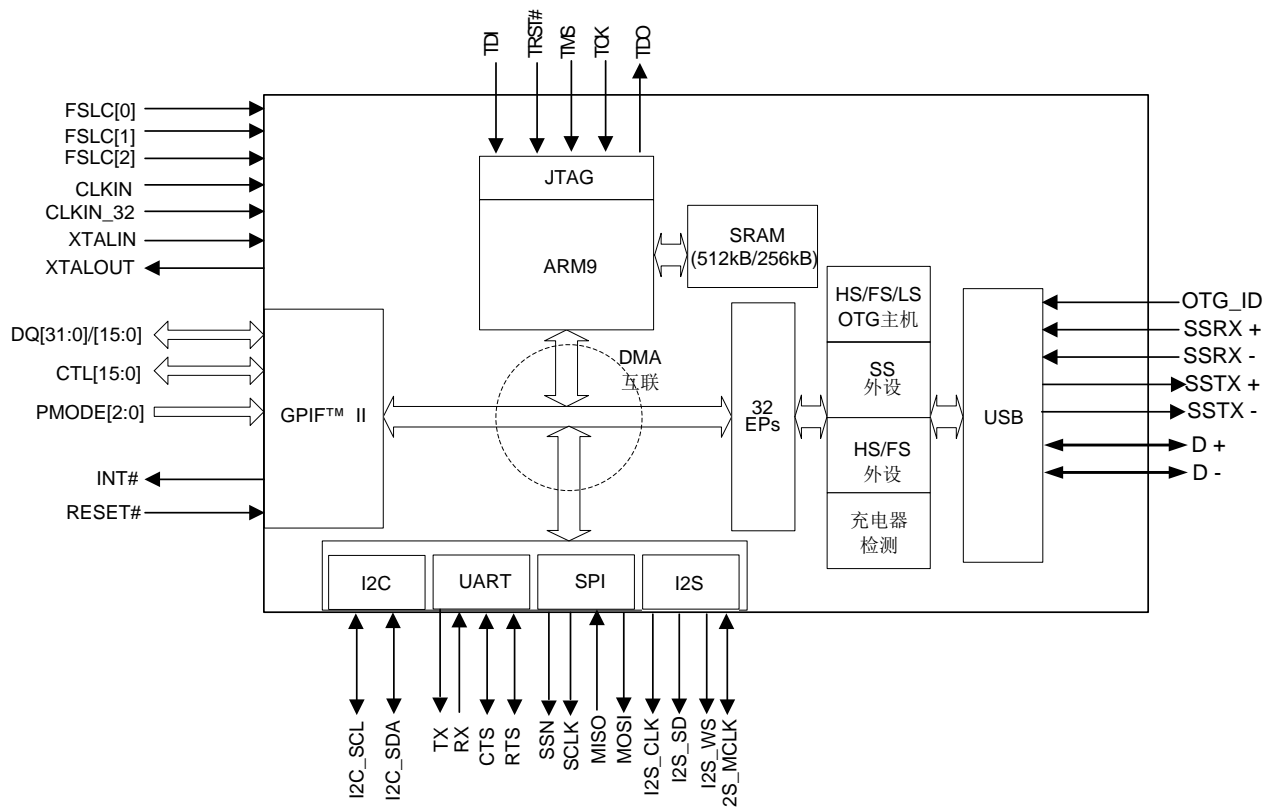 TDI
TRST#
TMS
TCK
TDO
FSLC[0]
FSLC[1]
FSLC[2]
CLKIN
CLKIN_32
XTALIN
XTALOUT
DQ[31:0]/[15:0]
CTL[15:0]
PMODE[2:0]
INT#
RESET#
JTAG
ARM9
SRAM
(512kB/256kB)
GPIF™ II
DMA
互联
32
EPs
HS/FS/LS
OTG主机
SS
外设
HS/FS
外设
充电器
检测
USB
OTG_ID
SSRX +
SSRX -
SSTX +
SSTX -
D +
D -
I2C
UART
SPI
I2S
I2C_SCL
I2C_SDA
TX
RX
CTS
RTS
SSN
SCLK
MISO
MOSI
I2S_CLK
I2S_SD
I2S_WS
2S_MCLK